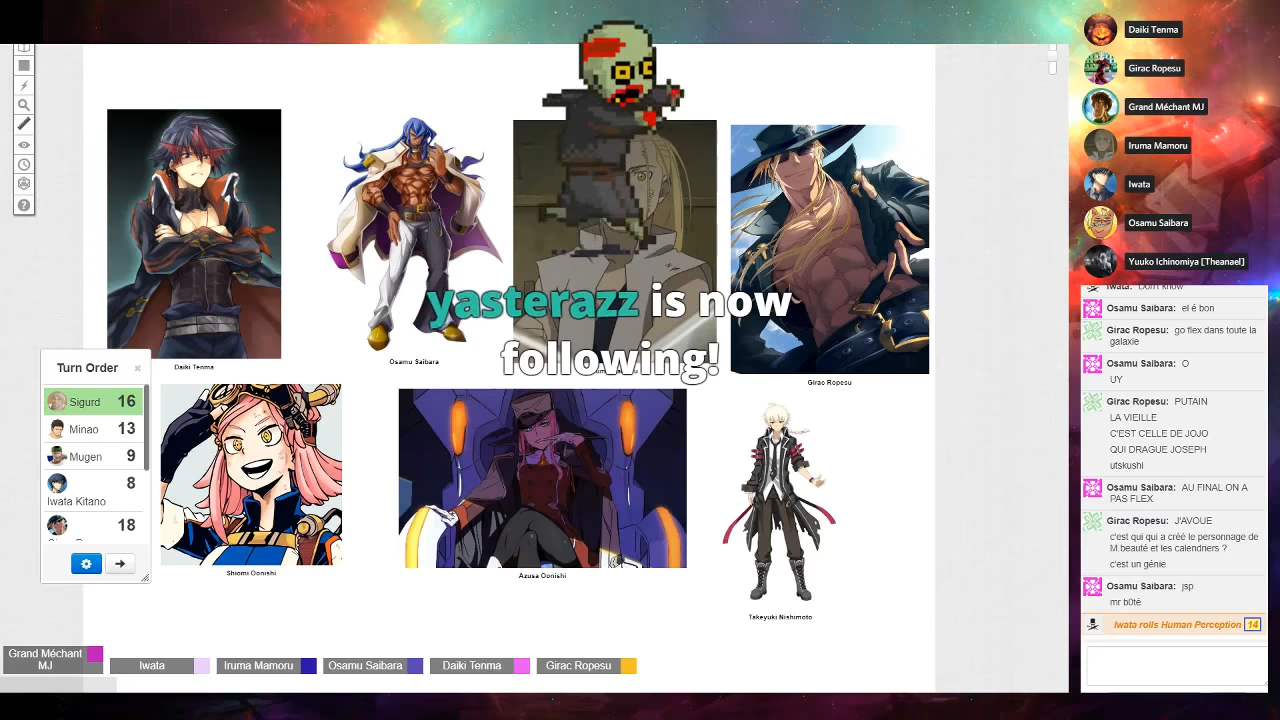 yasterazz is now
following!
Daiki Tenma
Osamu Saibara
Girac Ropesu
Shiomi Oonishi
Azusa Oonishi
Takeyuki Nishimoto
Turn Order ×
Sigurd 16
Minao 13
Mugen 9
Iwata Kitano 8
18
Grand Méchant
MJ
Iwata
Iruma Mamoru
Osamu Saibara
Daiki Tenma
Girac Ropesu
Daiki Tenma
Girac Ropesu
Grand Méchant MJ
Iruma Mamoru
Iwata
Osamu Saibara
Yuuko Ichinomiya [Theanael]
Iwata: Don't know
Osamu Saibara: el é bon
Girac Ropesu: go flex dans toute la
galaxie
Osamu Saibara: O
UY
Girac Ropesu: PUTAIN
LA VIEILLE
C'EST CELLE DE JOJO
QUI DRAGUE JOSEPH
utskushi
Osamu Saibara: AU FINAL ON A
PAS FLEX
Girac Ropesu: J'AVOUE
c'est qui qui a créé le personnage de
M.beauté et les calendriers ?
c'est un génie
Osamu Saibara: jsp
mr b0té
Iwata rolls Human Perception 14